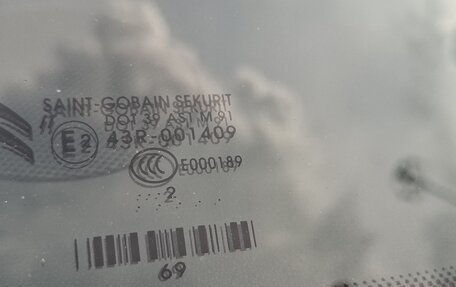 SAINT-GOBAIN SEKURIT
DOT 39 AS1 M 91
E2 43R-001409
CCC E000189
2
69